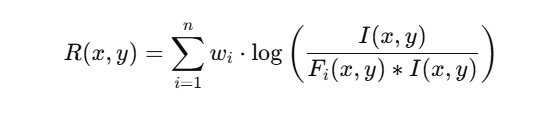 R(x, y) = \sum_{i=1}^{n} w_i \cdot \log \left( \frac{I(x, y)}{F_i(x, y) * I(x, y)} \right)